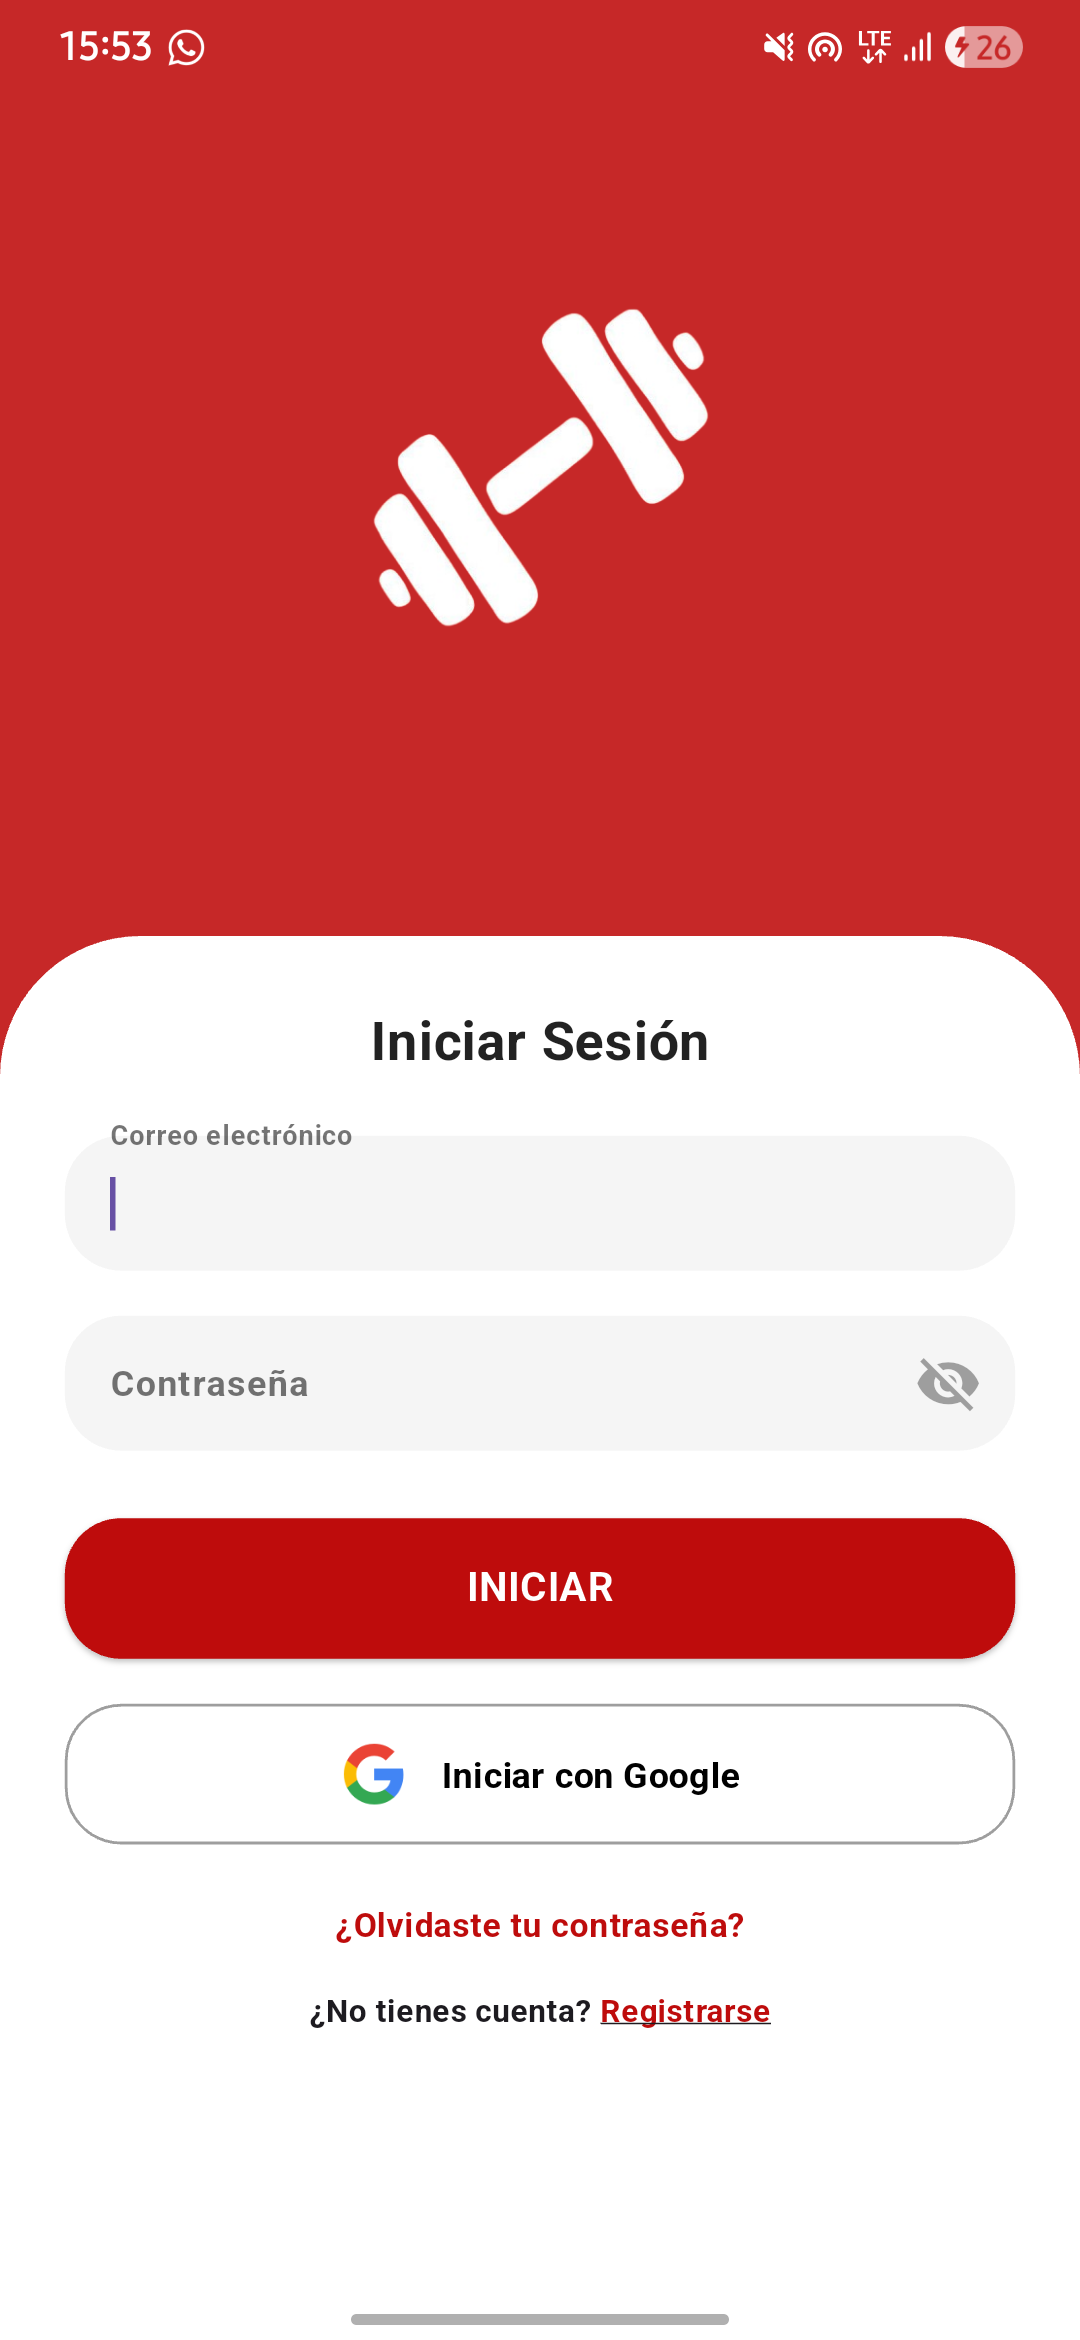 15:53
LTE
26
Iniciar Sesión
Correo electrónico
Contraseña
INICIAR
Iniciar con Google
¿Olvidaste tu contraseña?
¿No tienes cuenta? Registrarse